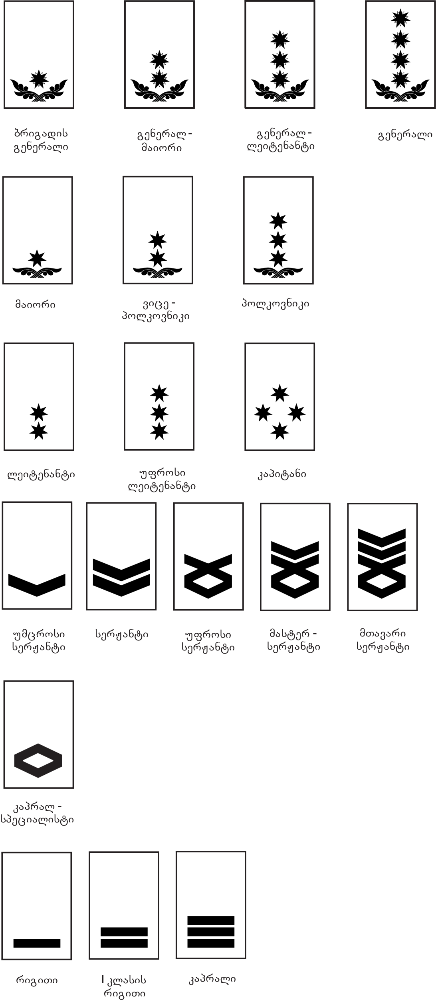 ბრიგადის
გენერალი
გენერალ-
მაიორი
გენერალ-
ლეიტენანტი
გენერალი
მაიორი
ვიცე-
პოლკოვნიკი
პოლკოვნიკი
ლეიტენანტი
უფროსი
ლეიტენანტი
კაპიტანი
უმცროსი
სერჟანტი
სერჟანტი
უფროსი
სერჟანტი
მასტერ-
სერჟანტი
მთავარი
სერჟანტი
კაპრალ-
სპეციალისტი
რიგითი
I კლასის
რიგითი
კაპრალი